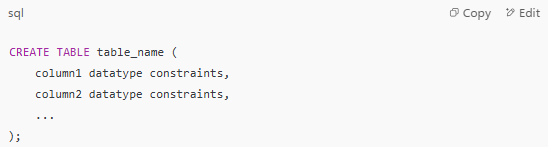 sql Copy Edit
CREATE TABLE table_name (
    column1 datatype constraints,
    column2 datatype constraints,
    ...
);